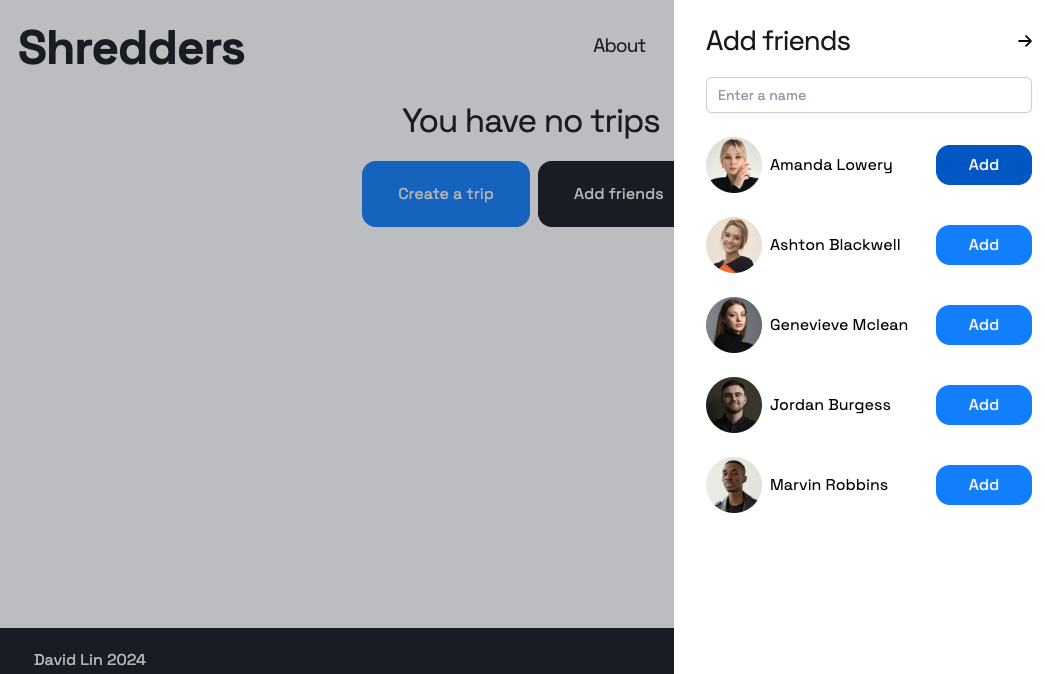 Shredders
About
You have no trips
Create a trip
Add friends
David Lin 2024
Add friends
Enter a name
Amanda Lowery
Add
Ashton Blackwell
Add
Genevieve Mclean
Add
Jordan Burgess
Add
Marvin Robbins
Add